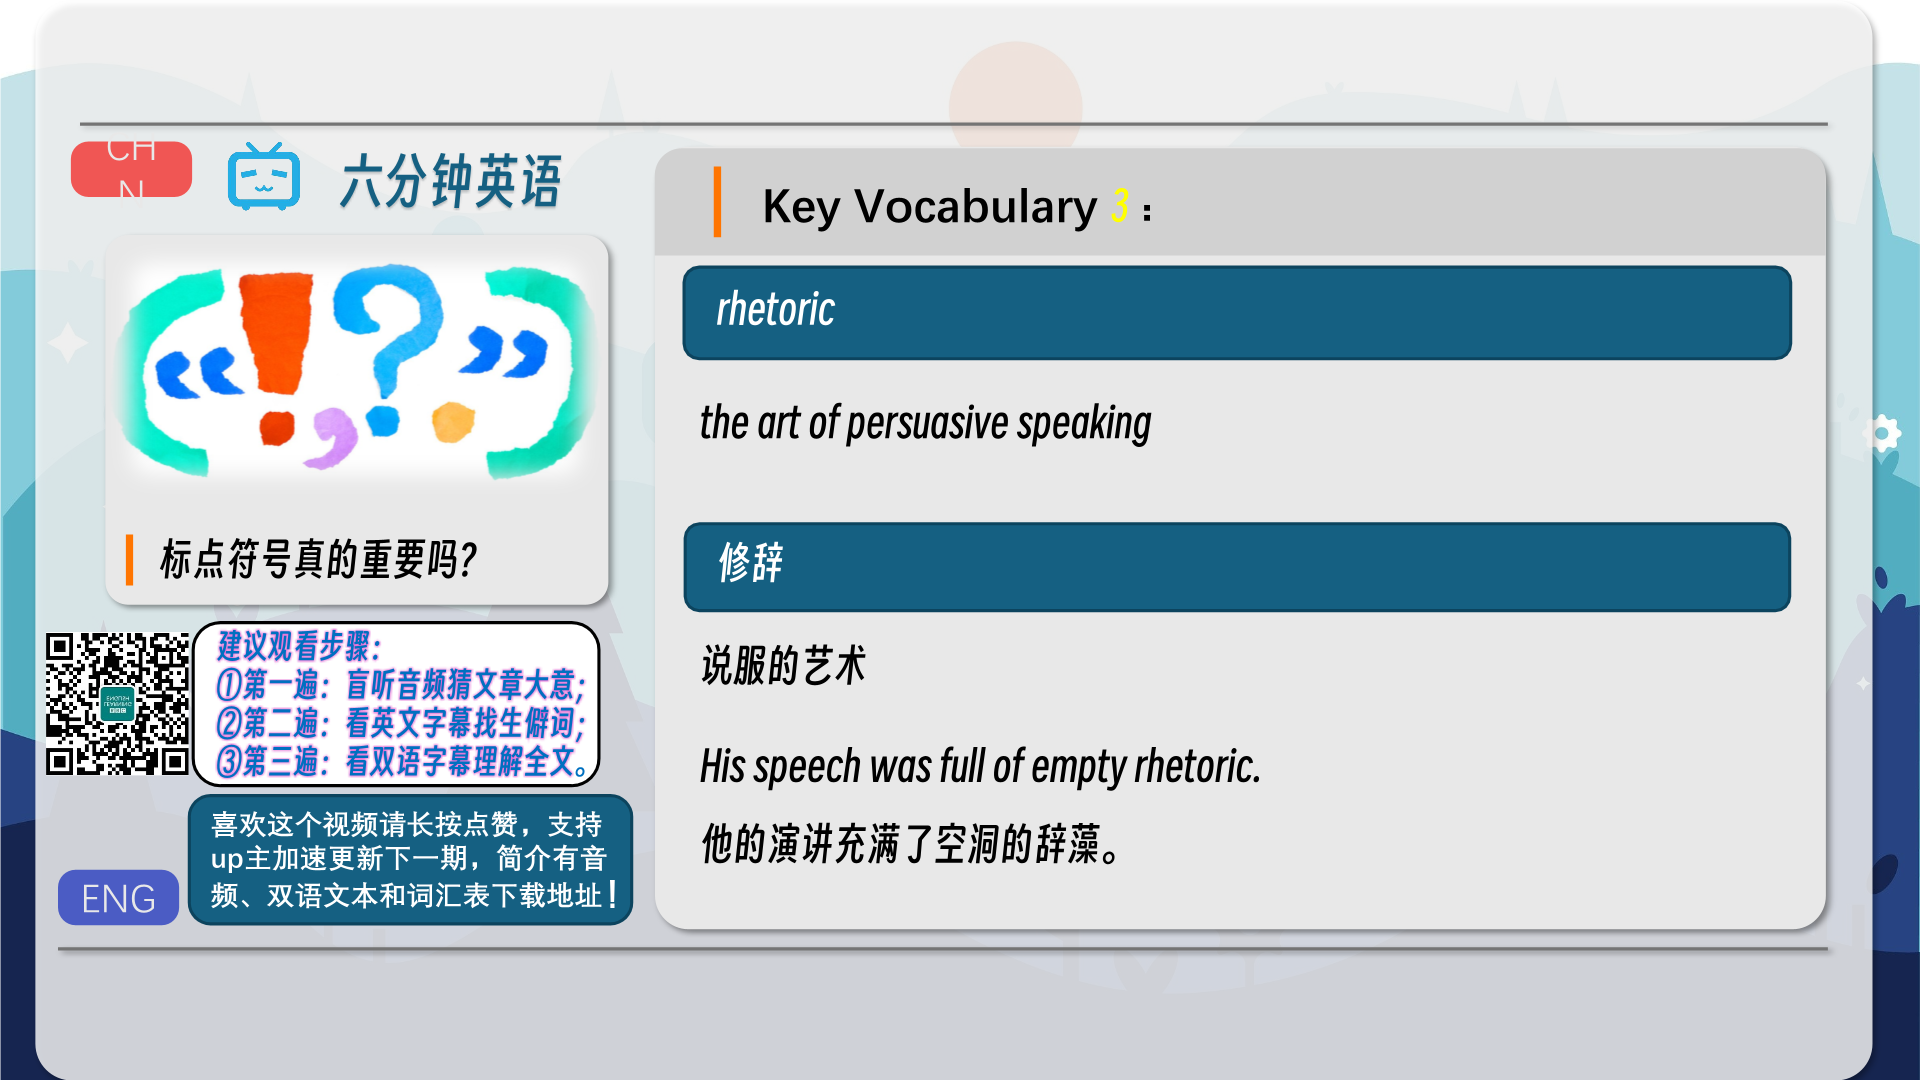 CH
N
六分钟英语
标点符号真的重要吗?
建议观看步骤:
①第一遍:盲听音频猜文章大意;
②第二遍:看英文字幕找生僻词;
③第三遍:看双语字幕理解全文。
喜欢这个视频请长按点赞，支持
up主加速更新下一期，简介有音
频、双语文本和词汇表下载地址！
ENG
Key Vocabulary 3：
rhetoric
the art of persuasive speaking
修辞
说服的艺术
His speech was full of empty rhetoric.
他的演讲充满了空洞的辞藻。